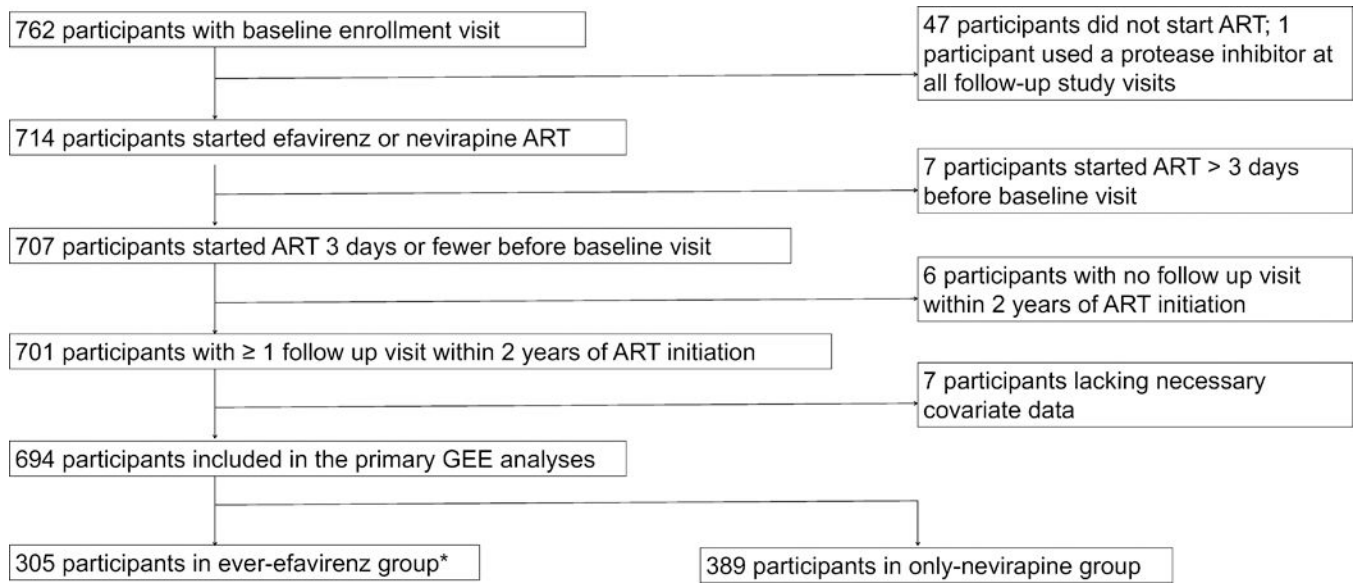 762 participants with baseline enrollment visit
47 participants did not start ART; 1
participant used a protease inhibitor at
all follow-up study visits
714 participants started efavirenz or nevirapine ART
7 participants started ART > 3 days
before baseline visit
707 participants started ART 3 days or fewer before baseline visit
6 participants with no follow up visit
within 2 years of ART initiation
701 participants with ≥ 1 follow up visit within 2 years of ART initiation
7 participants lacking necessary
covariate data
694 participants included in the primary GEE analyses
305 participants in ever-efavirenz group*
389 participants in only-nevirapine group